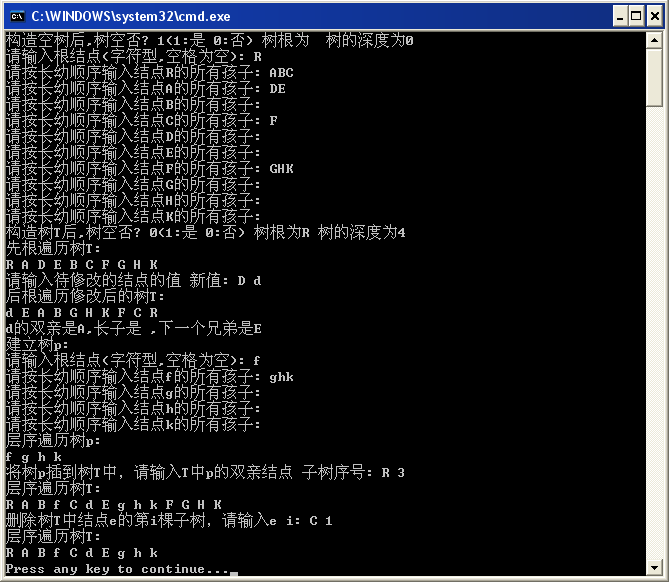 C:\WINDOWS\system32\cmd.exe
构造空树后,树空否? 1(1:是 0:否) 树根为  树的深度为0
请输入根结点(字符型,空格为空): R
请按长幼顺序输入结点R的所有孩子: ABC
请按长幼顺序输入结点A的所有孩子: DE
请按长幼顺序输入结点B的所有孩子:
请按长幼顺序输入结点C的所有孩子: F
请按长幼顺序输入结点D的所有孩子:
请按长幼顺序输入结点E的所有孩子:
请按长幼顺序输入结点F的所有孩子: GHK
请按长幼顺序输入结点G的所有孩子:
请按长幼顺序输入结点H的所有孩子:
请按长幼顺序输入结点K的所有孩子:
构造树T后,树空否? 0(1:是 0:否) 树根为R 树的深度为4
先根遍历树T:
R A D E B C F G H K
请输入待修改的结点的值 新值: D d
后根遍历修改后的树T:
d E A B G H K F C R
d的双亲是A,长子是 ,下一个兄弟是E
建立树p:
请输入根结点(字符型,空格为空): f
请按长幼顺序输入结点f的所有孩子: ghk
请按长幼顺序输入结点g的所有孩子:
请按长幼顺序输入结点h的所有孩子:
请按长幼顺序输入结点k的所有孩子:
层序遍历树p:
f g h k
将树p插到树T中，请输入T中p的双亲结点 子树序号: R 3
层序遍历树T:
R A B f C d E g h k F G H K
删除树T中结点e的第i棵子树，请输入e i: C 1
层序遍历树T:
R A B f C d E g h k
Press any key to continue...